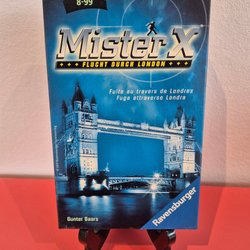 8-99
Mister X
FLUCHT DURCH LONDON
Fuite au travers de Londres
Fuga attraverso Londra
Gunter Baars
Ravensburger